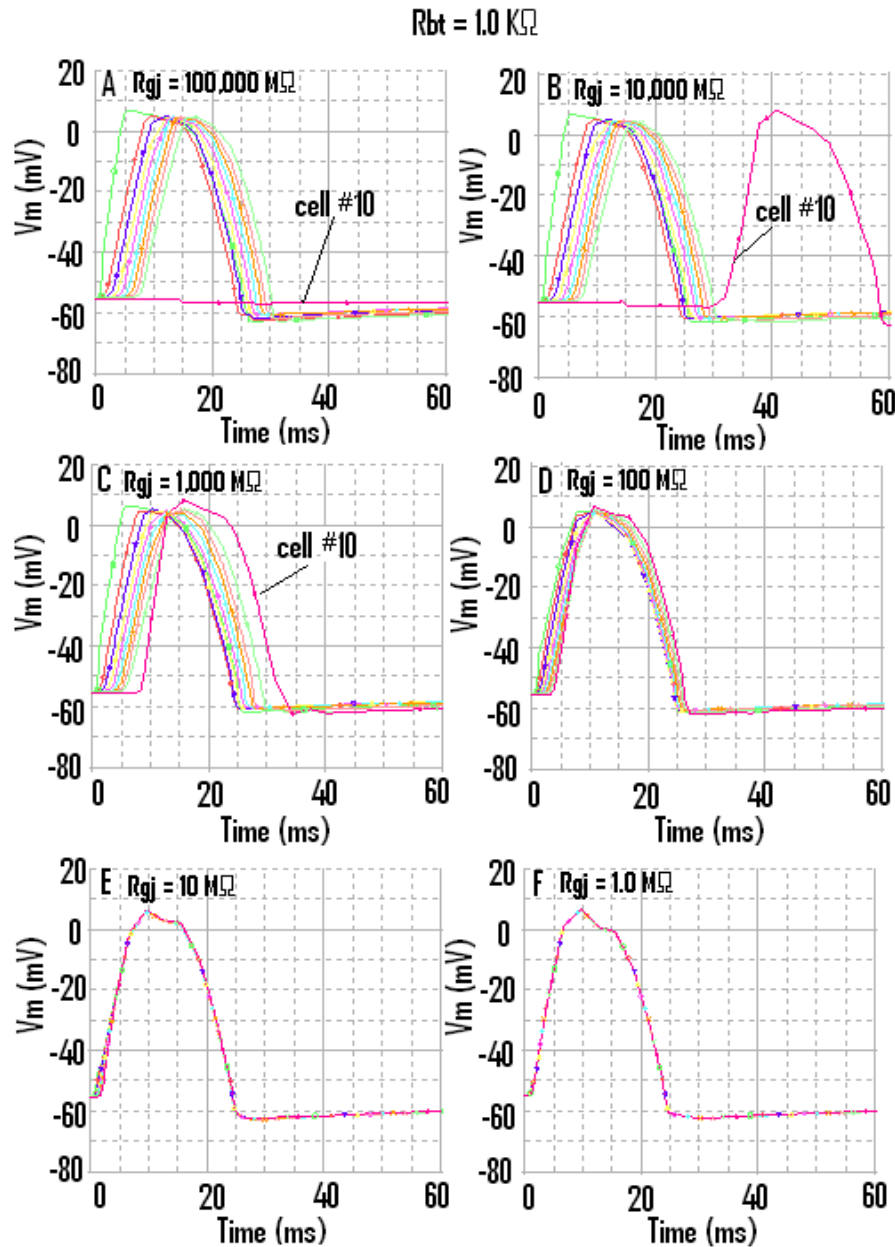 Rbt = 1.0 KΩ
A Rgj = 100,000 MΩ
20
0
-20
-40
-60
-80
Vm (mV)
cell #10
0 20 40 60
Time (ms)
B Rgj = 10,000 MΩ
20
0
-20
-40
-60
-80
Vm (mV)
cell #10
0 20 40 60
Time (ms)
C Rgj = 1,000 MΩ
20
0
-20
-40
-60
-80
Vm (mV)
cell #10
0 20 40 60
Time (ms)
D Rgj = 100 MΩ
20
0
-20
-40
-60
-80
Vm (mV)
0 20 40 60
Time (ms)
E Rgj = 10 MΩ
20
0
-20
-40
-60
-80
Vm (mV)
0 20 40 60
Time (ms)
F Rgj = 1.0 MΩ
20
0
-20
-40
-60
-80
Vm (mV)
0 20 40 60
Time (ms)